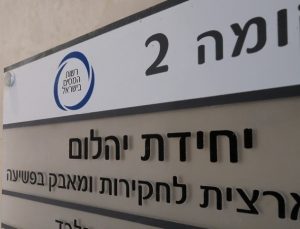 ומה 2
רשות
המסים
בישראל
יחידת יהלום
ארצית לחקירות ומאבק בפשיעה